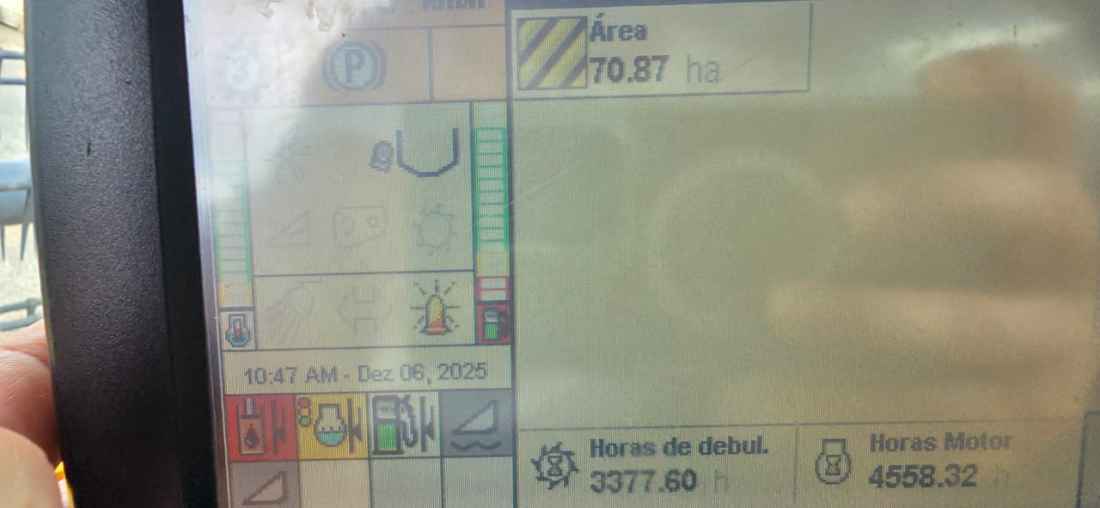 P
Área
70.87 ha
10:47 AM - Dez 06, 2025
Horas de debul.
3377.60 h
Horas Motor
4558.32 h